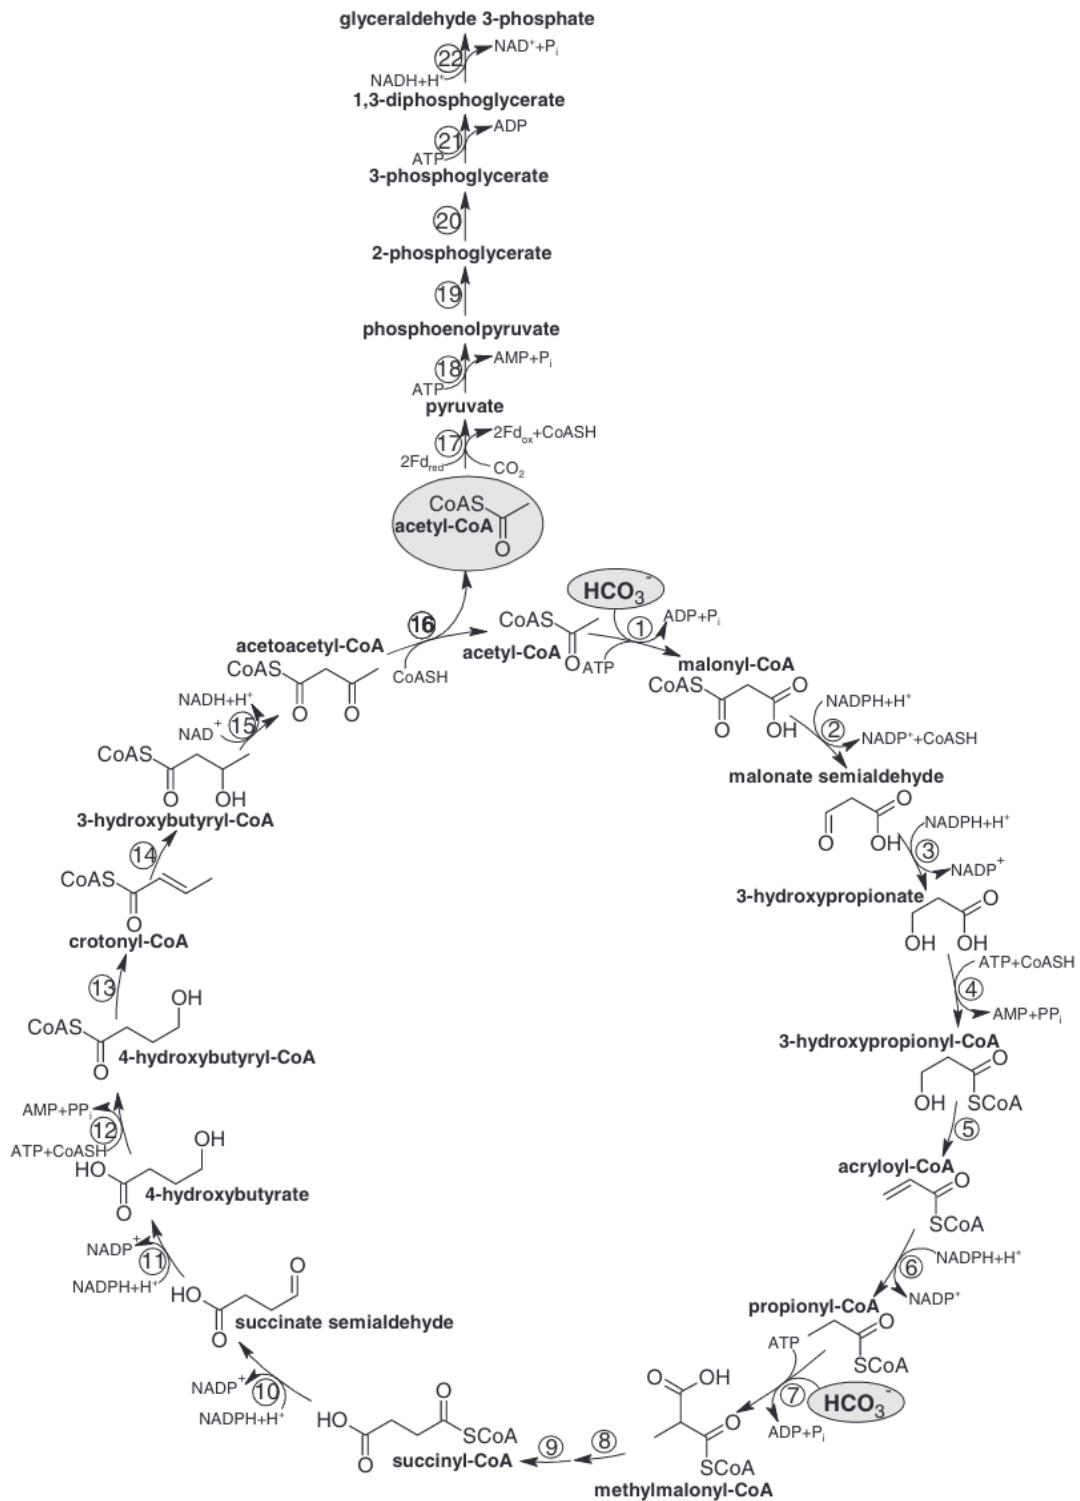 glyceraldehyde 3-phosphate
22
NAD⁺+Pᵢ
NADH+H⁺
1,3-diphosphoglycerate
21
ADP
ATP
3-phosphoglycerate
20
2-phosphoglycerate
19
phosphoenolpyruvate
18
AMP+Pᵢ
ATP
pyruvate
17
2Fdₒₓ+CoASH
2Fd_red
CO₂
CoAS
acetyl-CoA
O
HCO₃⁻
16
CoASH
CoAS
acetyl-CoA
O
1
ADP+Pᵢ
ATP
acetoacetyl-CoA
CoAS
O
O
malonyl-CoA
CoAS
O
O
OH
NADH+H⁺
NAD⁺
15
NADPH+H⁺
2
NADP⁺+CoASH
CoAS
O
OH
3-hydroxybutyryl-CoA
malonate semialdehyde
O
O
OH
NADPH+H⁺
3
NADP⁺
14
CoAS
O
crotonyl-CoA
3-hydroxypropionate
O
OH
OH
13
ATP+CoASH
4
AMP+PPᵢ
OH
CoAS
O
4-hydroxybutyryl-CoA
3-hydroxypropionyl-CoA
O
OH
SCoA
AMP+PPᵢ
12
ATP+CoASH
5
OH
HO
O
4-hydroxybutyrate
acryloyl-CoA
O
SCoA
NADP⁺
11
NADPH+H⁺
NADPH+H⁺
6
NADP⁺
O
HO
O
succinate semialdehyde
propionyl-CoA
O
SCoA
ATP
7
HCO₃⁻
ADP+Pᵢ
NADP⁺
10
NADPH+H⁺
O
HO
SCoA
O
succinyl-CoA
9
8
O
OH
O
SCoA
methylmalonyl-CoA